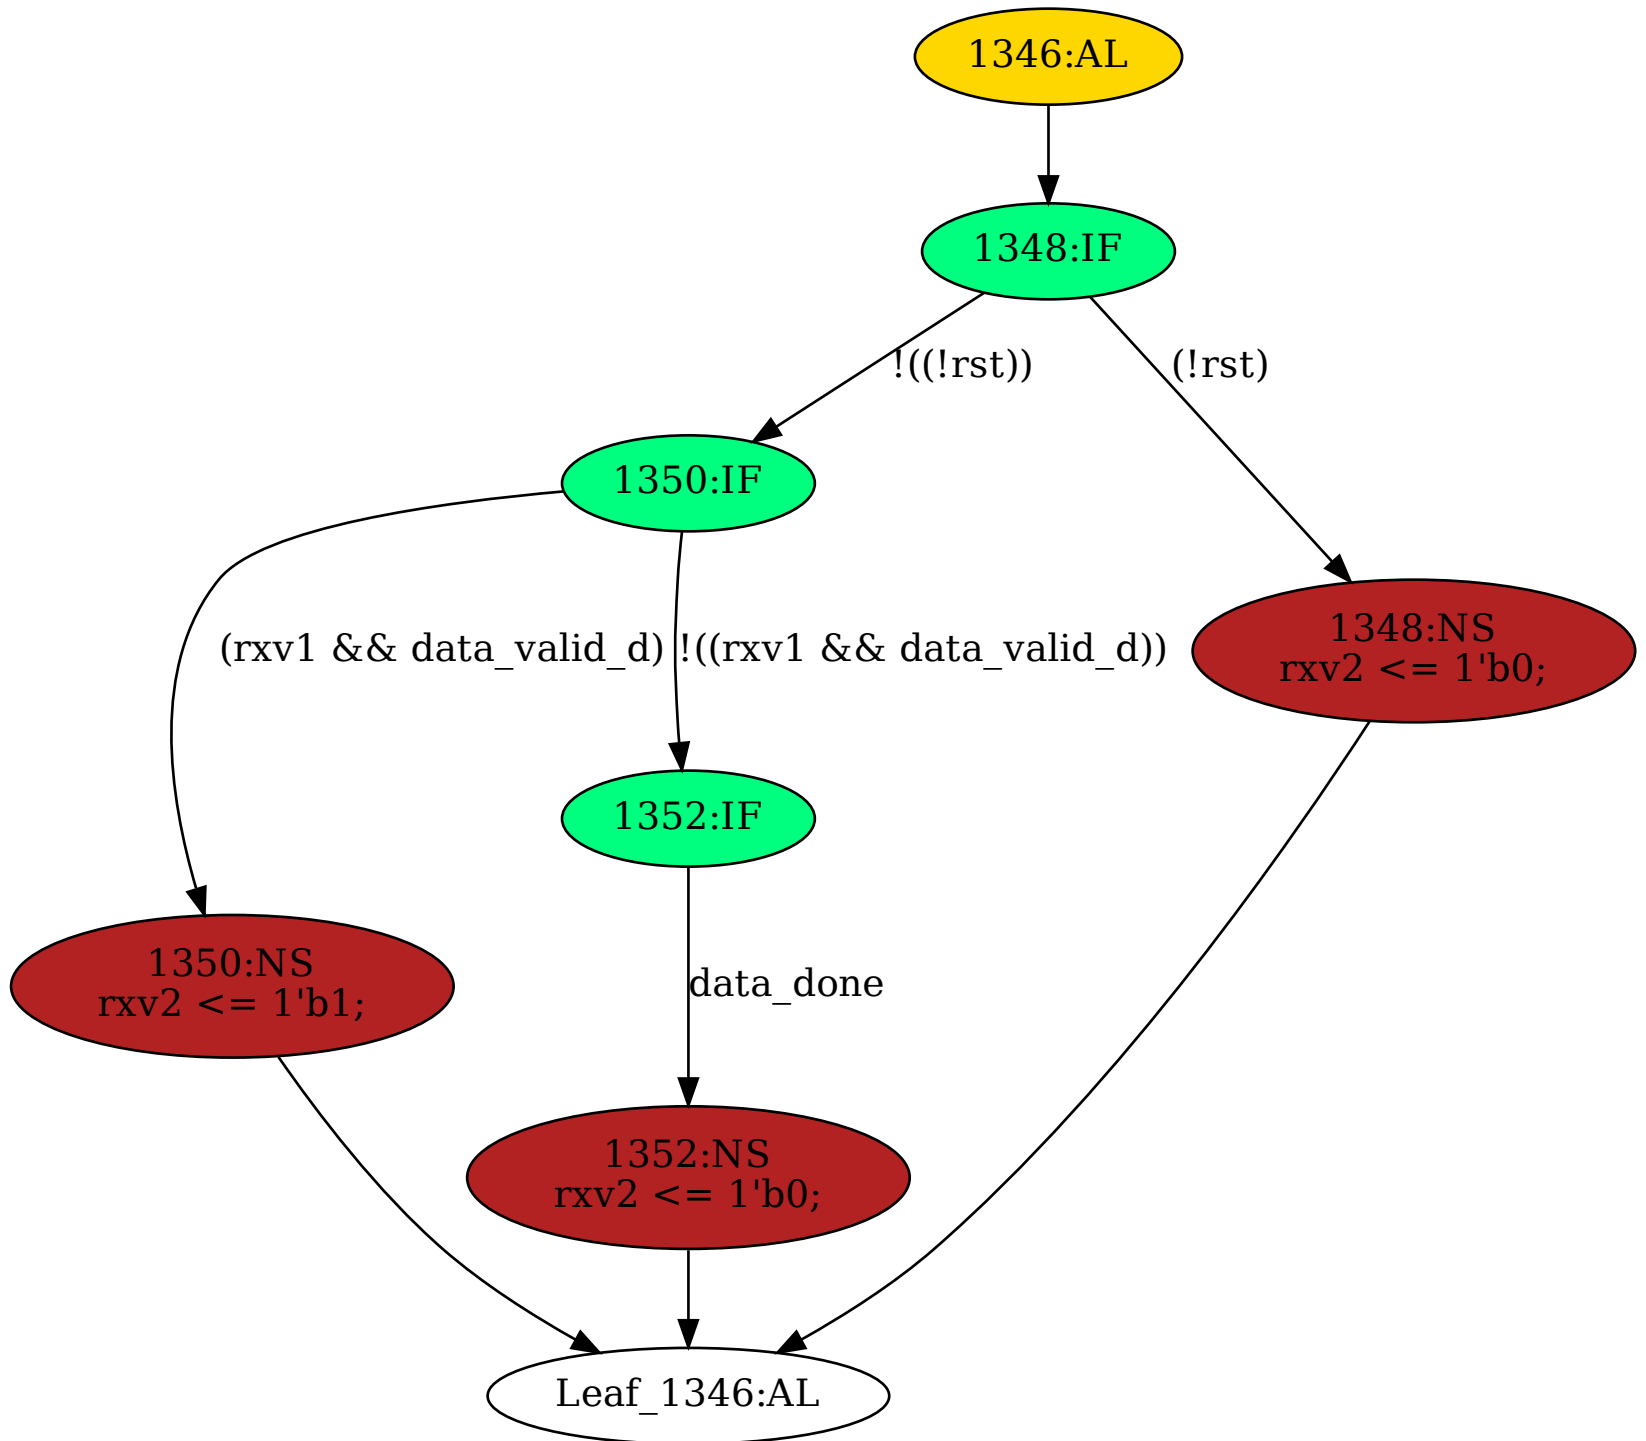 1346:AL
1348:IF
!((!rst))
(!rst)
1350:IF
(rxv1 && data_valid_d)
!((rxv1 && data_valid_d))
1348:NS
rxv2 <= 1'b0;
1352:IF
1350:NS
rxv2 <= 1'b1;
data_done
1352:NS
rxv2 <= 1'b0;
Leaf_1346:AL